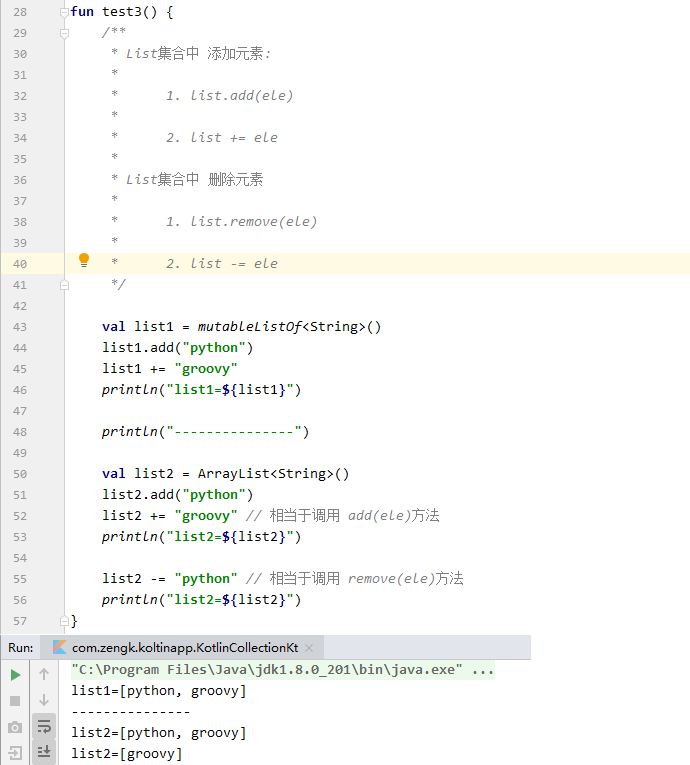 28 fun test3() {
29     /**
30      * List集合中 添加元素:
31      *
32      *      1. list.add(ele)
33      *
34      *      2. list += ele
35      *
36      * List集合中 删除元素
37      *
38      *      1. list.remove(ele)
39      *
40      *      2. list -= ele
41      */
42
43     val list1 = mutableListOf<String>()
44     list1.add("python")
45     list1 += "groovy"
46     println("list1=${list1}")
47
48     println("---------------")
49
50     val list2 = ArrayList<String>()
51     list2.add("python")
52     list2 += "groovy" // 相当于调用 add(ele)方法
53     println("list2=${list2}")
54
55     list2 -= "python" // 相当于调用 remove(ele)方法
56     println("list2=${list2}")
57 }
Run: com.zengk.koltinapp.KotlinCollectionKt ×
"C:\Program Files\Java\jdk1.8.0_201\bin\java.exe" ...
list1=[python, groovy]
---------------
list2=[python, groovy]
list2=[groovy]